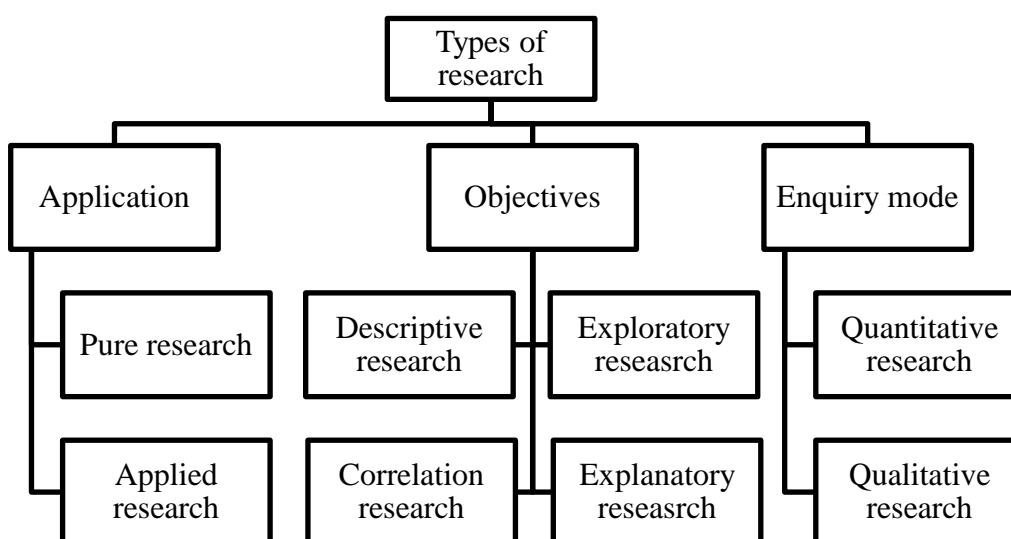 Types of
research
Application
Objectives
Enquiry mode
Pure research
Descriptive
research
Exploratory
reseasrch
Quantitative
research
Applied
research
Correlation
research
Explanatory
reseasrch
Qualitative
research